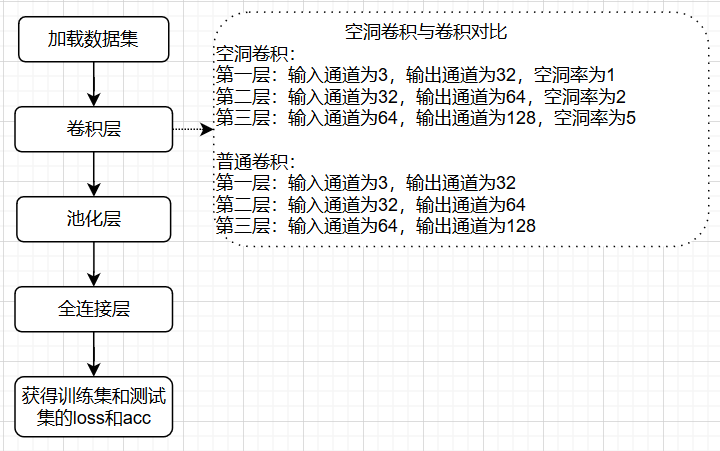 加载数据集
卷积层
池化层
全连接层
获得训练集和测试
集的loss和acc
空洞卷积与卷积对比
空洞卷积：
第一层：输入通道为3，输出通道为32，空洞率为1
第二层：输入通道为32，输出通道为64，空洞率为2
第三层：输入通道为64，输出通道为128，空洞率为5
普通卷积：
第一层：输入通道为3，输出通道为32
第二层：输入通道为32，输出通道为64
第三层：输入通道为64，输出通道为128